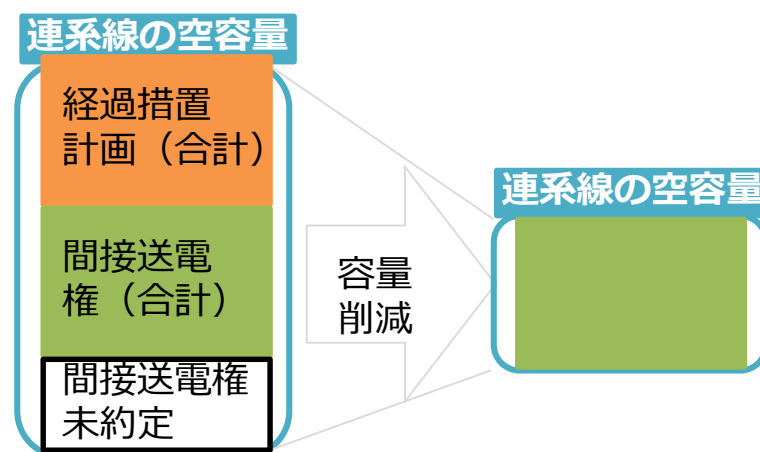 連系線の空容量
経過措置
計画（合計）
間接送電
権（合計）
間接送電権
未約定
容量
削減
連系線の空容量